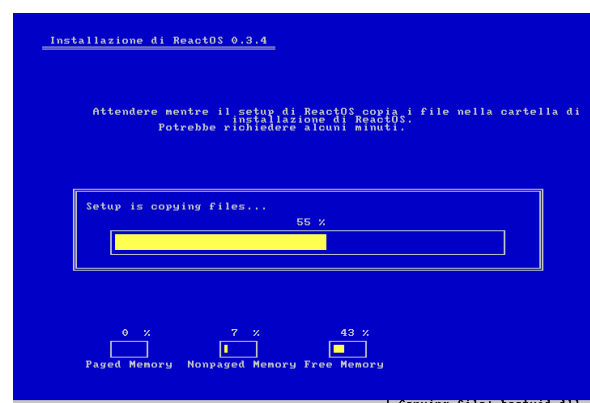 Installazione di ReactOS 0.3.4
Attendere mentre il setup di ReactOS copia i file nella cartella di
installazione di ReactOS.
Potrebbe richiedere alcuni minuti.
Setup is copying files...
55 %
0 % 7 % 43 %
Paged Memory Nonpaged Memory Free Memory
Copying file: